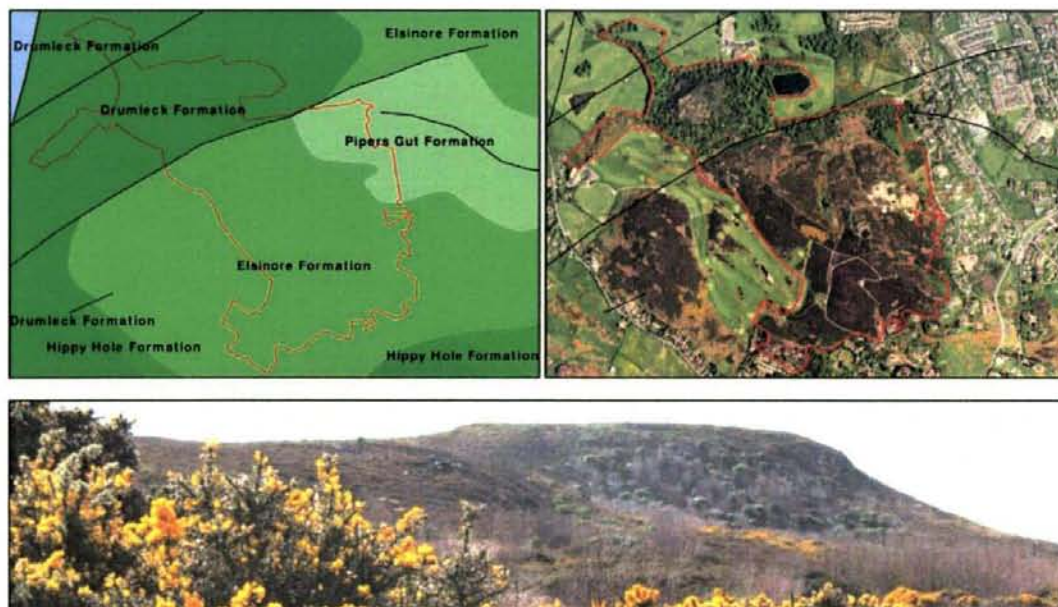 Drumleck Formation
Elsinore Formation
Drumleck Formation
Pipers Gut Formation
Elsinore Formation
Drumleck Formation
Hippy Hole Formation
Hippy Hole Formation